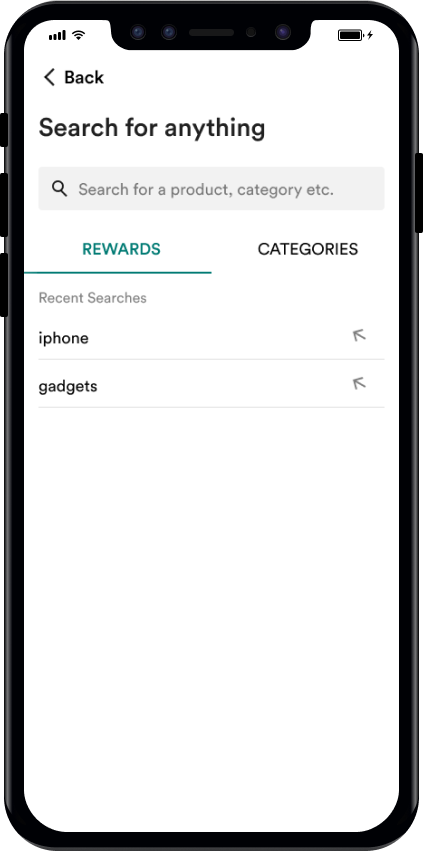 Back
Search for anything
Search for a product, category etc.
REWARDS CATEGORIES
Recent Searches
iphone
gadgets